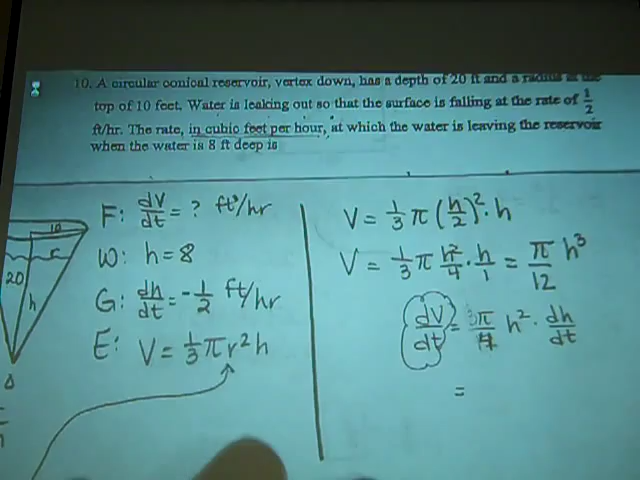 10. A circular conical reservoir, vertex down, has a depth of 20 ft and a radius at the
top of 10 feet. Water is leaking out so that the surface is falling at the rate of 1/2
ft/hr. The rate, in cubic feet per hour, at which the water is leaving the reservoir
when the water is 8 ft deep is
10
r
20
h
F: dV/dt = ? ft³/hr
W: h = 8
G: dh/dt = -1/2 ft/hr
E: V = 1/3 πr²h
V = 1/3 π (h/2)² · h
V = 1/3 π h²/4 · h/1 = π/12 h³
dV/dt = 3π/4 h² · dh/dt
=